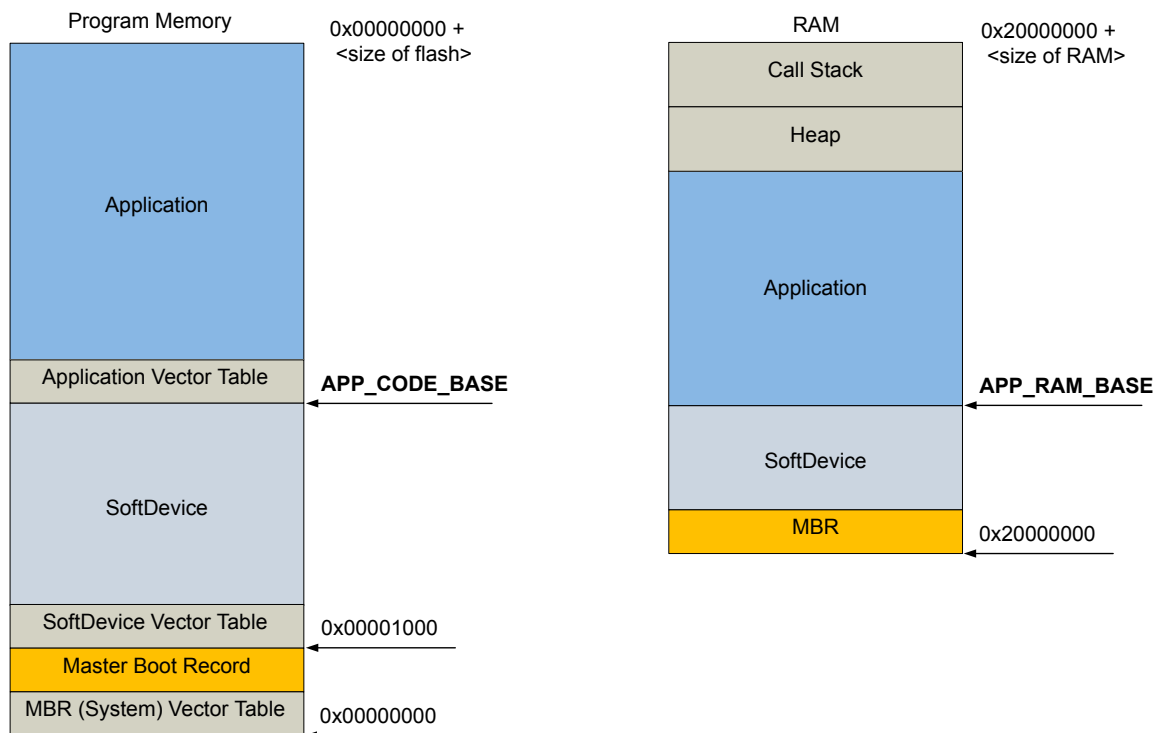 Program Memory
0x00000000 +
<size of flash>
Application
Application Vector Table
APP_CODE_BASE
SoftDevice
SoftDevice Vector Table
0x00001000
Master Boot Record
MBR (System) Vector Table
0x00000000
RAM
0x20000000 +
<size of RAM>
Call Stack
Heap
Application
APP_RAM_BASE
SoftDevice
MBR
0x20000000